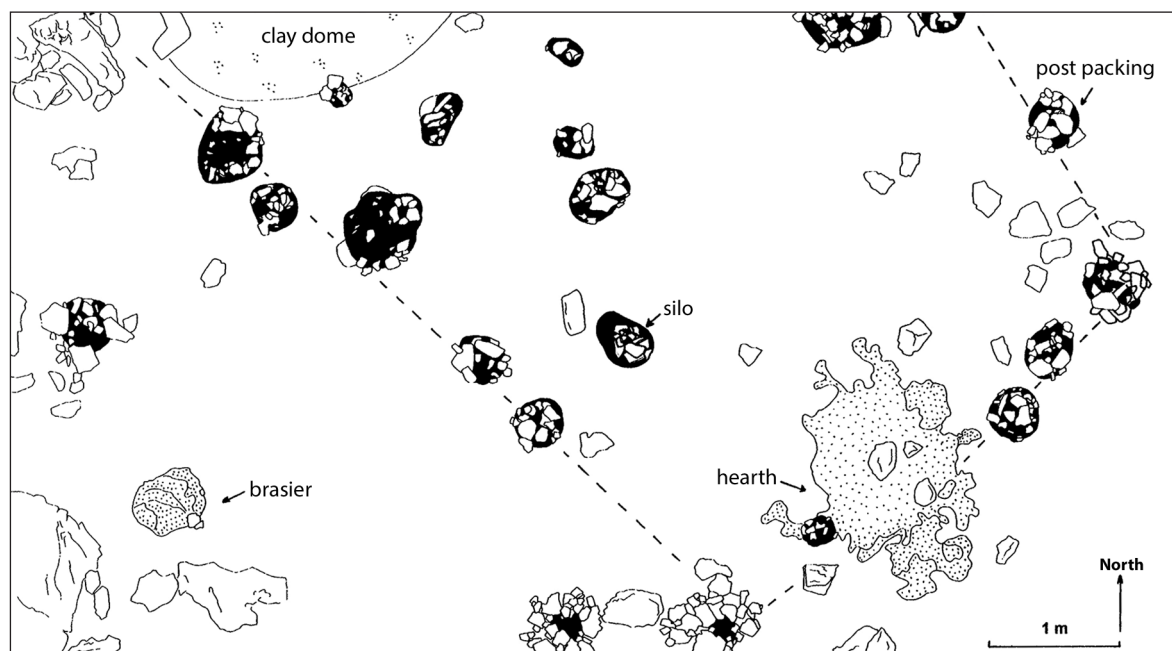 clay dome
post packing
silo
hearth
brasier
North
1 m